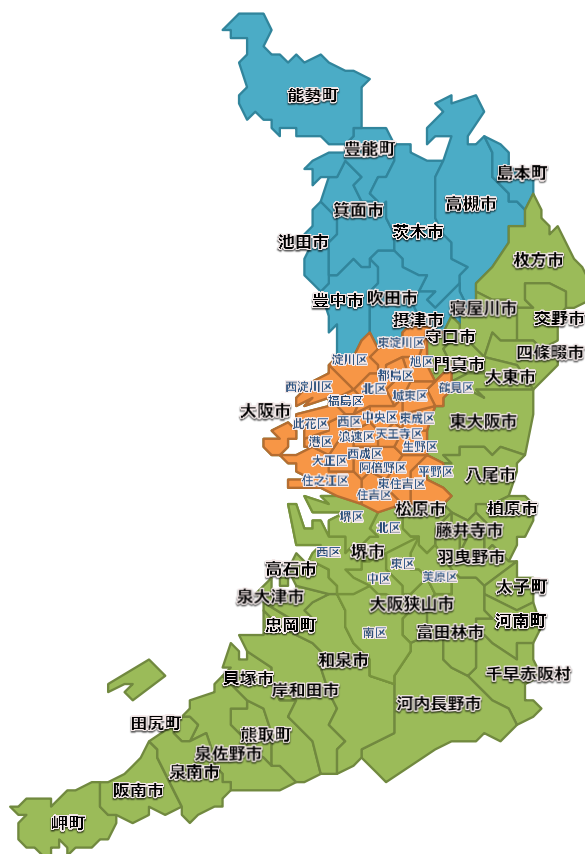 能勢町
豊能町
島本町
箕面市
高槻市
茨木市
池田市
枚方市
豊中市
吹田市
寝屋川市
摂津市
交野市
守口市
東淀川区
四條畷市
淀川区
旭区
門真市
都島区
大東市
西淀川区
北区
鶴見区
城東区
福島区
大阪市
此花区
西区
中央区
東成区
東大阪市
港区
浪速区
天王寺区
生野区
西成区
大正区
阿倍野区
平野区
八尾市
住之江区
東住吉区
住吉区
松原市
柏原市
堺区
北区
藤井寺市
西区
堺市
羽曳野市
東区
高石市
中区
美原区
太子町
泉大津市
大阪狭山市
忠岡町
河南町
南区
富田林市
和泉市
千早赤阪村
貝塚市
岸和田市
河内長野市
田尻町
熊取町
泉佐野市
泉南市
阪南市
岬町